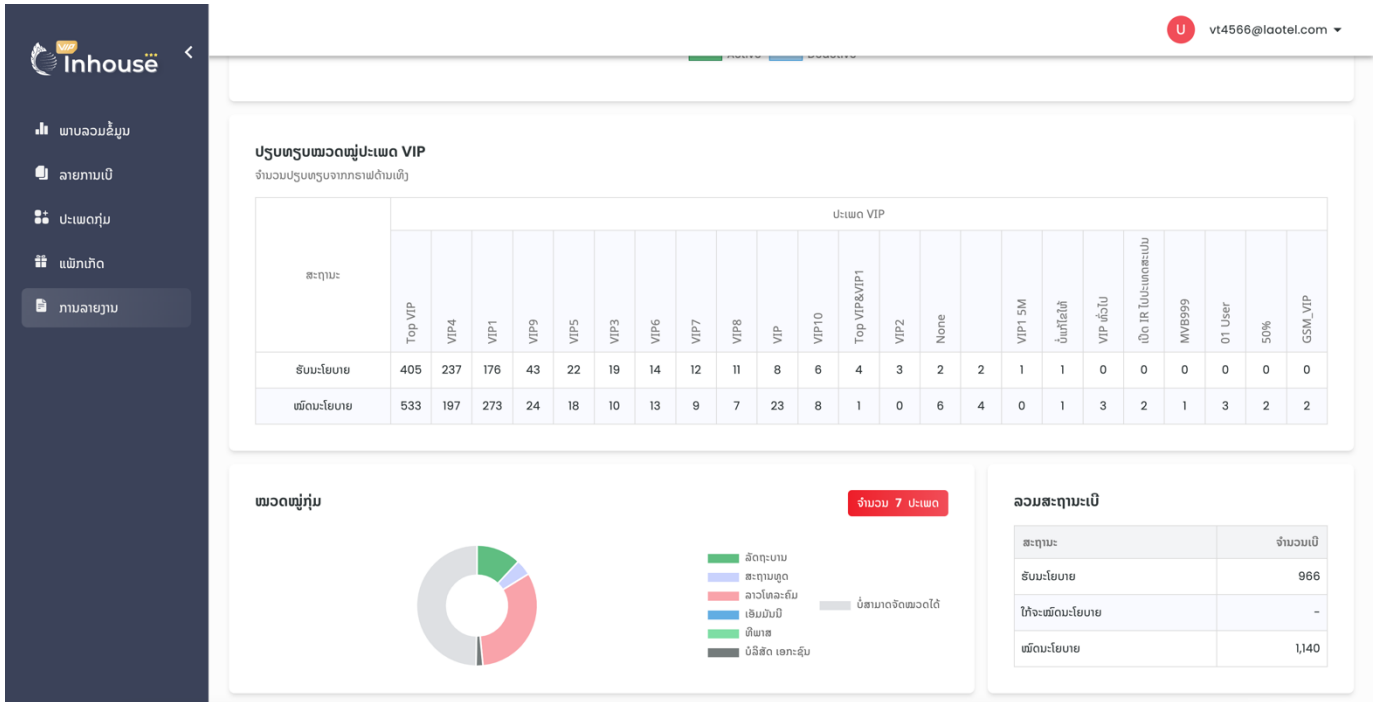 U vt4566@laotel.com
VIP
Inhouse
ພາບລວມຂໍ້ມູນ
ລາຍການເບີ
ປະເພດກຸ່ມ
ແພັກເກັດ
ການລາຍງານ
ປຽບທຽບໝວດໝູ່ປະເພດ VIP
ຈຳນວນປຽບທຽບຈາກກຣາຟດ້ານເທິງ
ສະຖານະ ປະເພດ VIP
Top VIP VIP4 VIP1 VIP9 VIP5 VIP3 VIP6 VIP7 VIP8 VIP VIP10 Top VIP&VIP1 VIP2 None VIP1 5M ບໍ່ແກ້ໄຂໃຫ້ VIP ທົ່ວໄປ ເປີດ IR ໄປປະເທດສະເປນ MVB999 01 User 50% GSM_VIP
ຮັບນະໂຍບາຍ 405 237 176 43 22 19 14 12 11 8 6 4 3 2 2 1 1 0 0 0 0 0 0
ໝົດນະໂຍບາຍ 533 197 273 24 18 10 13 9 7 23 8 1 0 6 4 0 1 3 2 1 3 2 2
ໝວດໝູ່ກຸ່ມ
ຈຳນວນ 7 ປະເພດ
ລັດຖະບານ
ສະຖານທູດ
ລາວໂທລະຄົມ
ເອັມມັນນີ
ທີພາສ
ບໍລິສັດ ເອກະຊົນ
ບໍ່ສາມາດຈັດໝວດໄດ້
ລວມສະຖານະເບີ
ສະຖານະ ຈຳນວນເບີ
ຮັບນະໂຍບາຍ 966
ໃກ້ຈະໝົດນະໂຍບາຍ -
ໝົດນະໂຍບາຍ 1,140